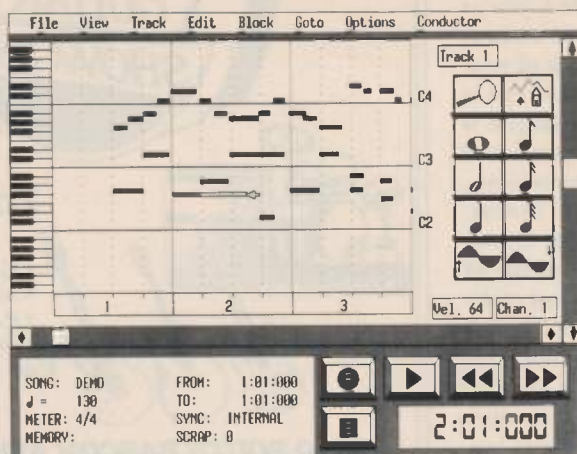 File View Track Edit Block Goto Options Conductor
Track 1
C4
C3
C2
1 2 3
Vel. 64 Chan. 1
SONG: DEMO FROM: 1:01:000
♩ = 130 TO: 1:01:000
METER: 4/4 SYNC: INTERNAL
MEMORY: SCRAP: 0
2:01:000